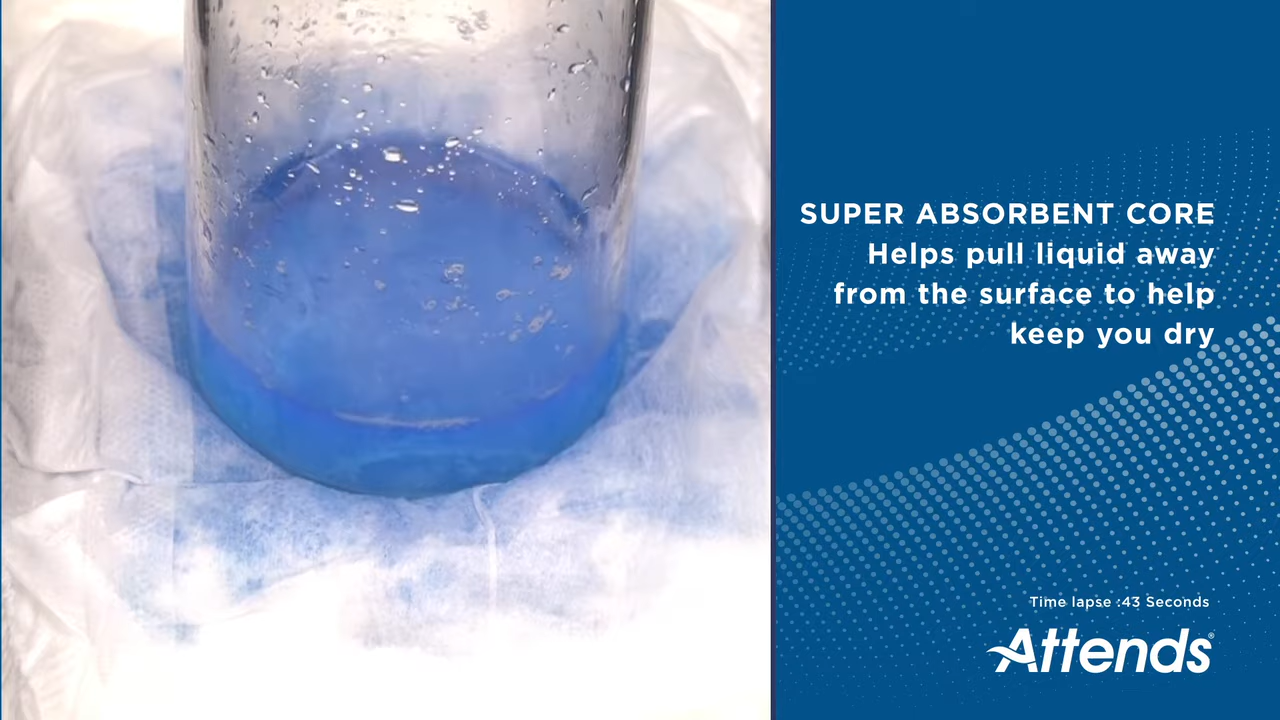 SUPER ABSORBENT CORE
Helps pull liquid away
from the surface to help
keep you dry
Time lapse :43 Seconds
Attends®